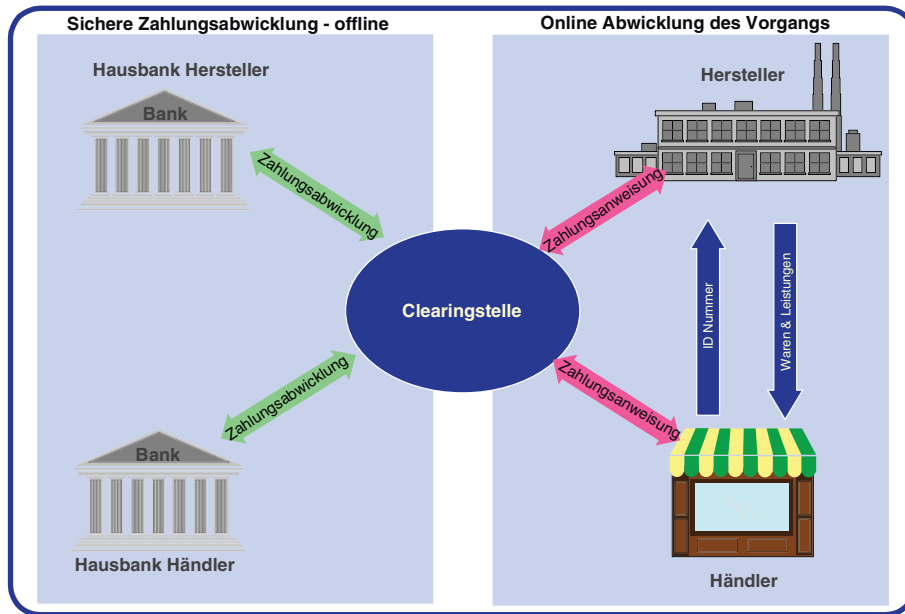 Sichere Zahlungsabwicklung - offline
Online Abwicklung des Vorgangs
Hausbank Hersteller
Bank
Hersteller
Zahlungsabwicklung
Zahlungsanweisung
Clearingstelle
ID Nummer
Waren & Leistungen
Zahlungsabwicklung
Zahlungsanweisung
Bank
Hausbank Händler
Händler